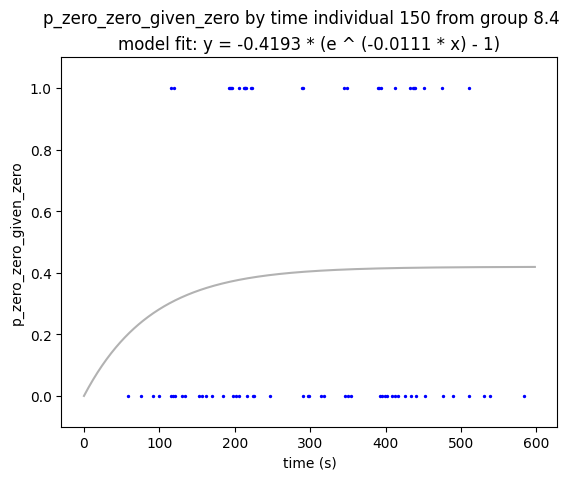 p_zero_zero_given_zero by time individual 150 from group 8.4
model fit: y = -0.4193 * (e ^ (-0.0111 * x) - 1)
1.0
0.8
0.6
0.4
0.2
0.0
p_zero_zero_given_zero
0 100 200 300 400 500 600
time (s)